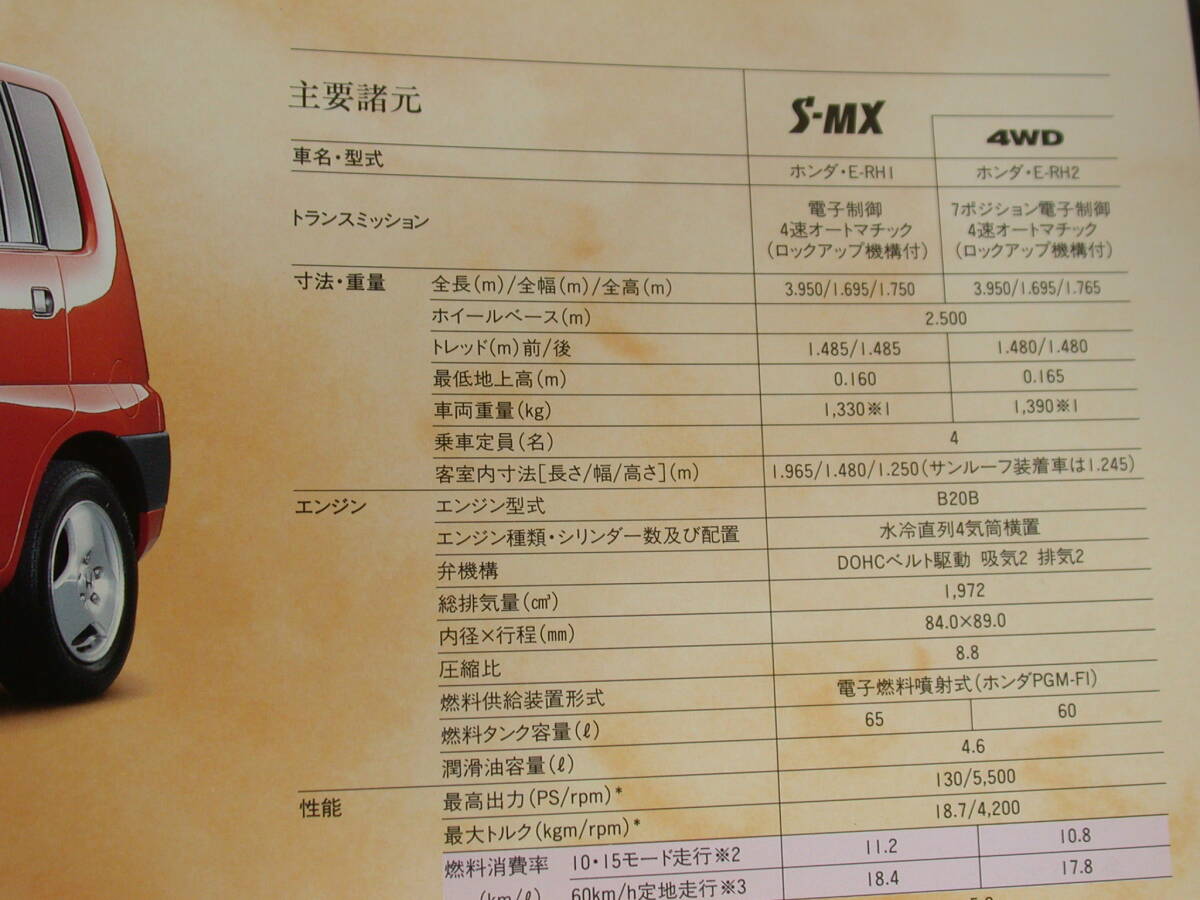 主要諸元
S-MX
4WD
車名・型式 ホンダ・E-RH1 ホンダ・E-RH2
トランスミッション
電子制御
4速オートマチック
(ロックアップ機構付)
7ポジション電子制御
4速オートマチック
(ロックアップ機構付)
寸法・重量 全長(m)/全幅(m)/全高(m) 3.950/1.695/1.750 3.950/1.695/1.765
ホイールベース(m) 2.500
トレッド(m)前/後 1.485/1.485 1.480/1.480
最低地上高(m) 0.160 0.165
車両重量(kg) 1,330※1 1,390※1
乗車定員(名) 4
客室内寸法[長さ/幅/高さ](m) 1.965/1.480/1.250(サンルーフ装着車は1.245)
エンジン エンジン型式 B20B
エンジン種類・シリンダー数及び配置 水冷直列4気筒横置
弁機構 DOHCベルト駆動 吸気2 排気2
総排気量(cm³) 1,972
内径×行程(mm) 84.0×89.0
圧縮比 8.8
燃料供給装置形式 電子燃料噴射式(ホンダPGM-FI)
燃料タンク容量(ℓ) 65 60
潤滑油容量(ℓ) 4.6
性能 最高出力(PS/rpm)* 130/5,500
最大トルク(kgm/rpm)* 18.7/4,200
燃料消費率 10・15モード走行※2 11.2 10.8
(km/ℓ) 60km/h定地走行※3 18.4 17.8